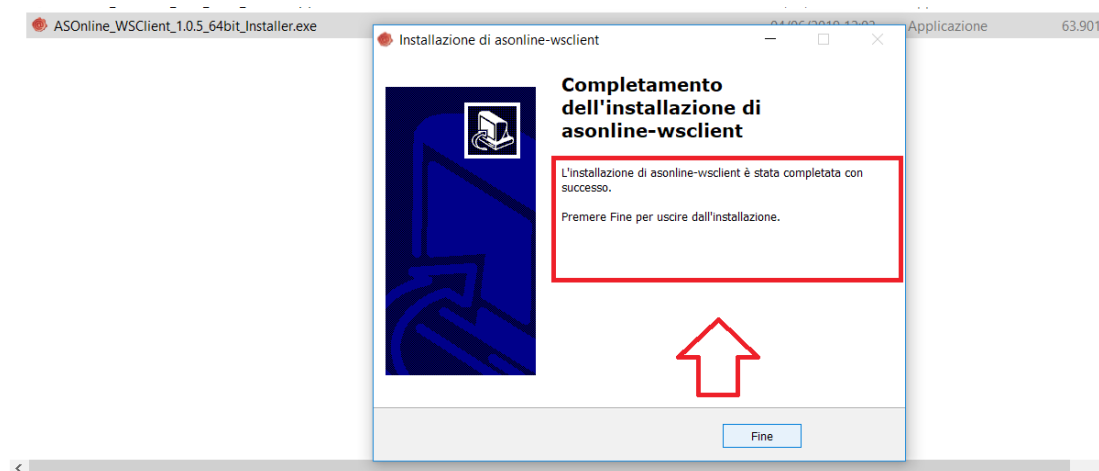 ASOnline_WSClient_1.0.5_64bit_Installer.exe
Applicazione
63.901
Installazione di asonline-wsclient
Completamento
dell'installazione di
asonline-wsclient
L'installazione di asonline-wsclient è stata completata con
successo.
Premere Fine per uscire dall'installazione.
Fine